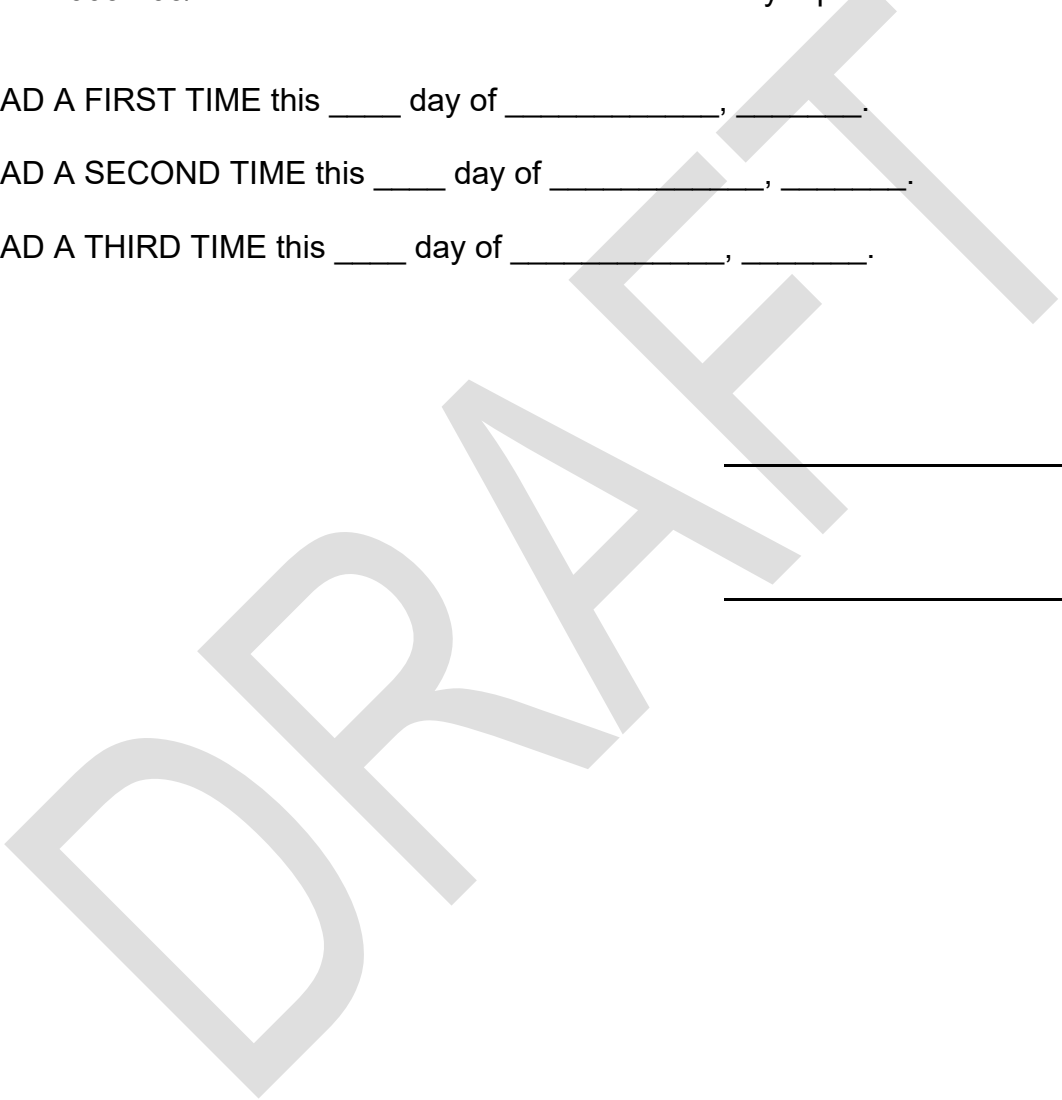 AD A FIRST TIME this ____ day of ____________, _______.
AD A SECOND TIME this ____ day of ____________, _______.
AD A THIRD TIME this ____ day of ____________, _______.
DRAFT